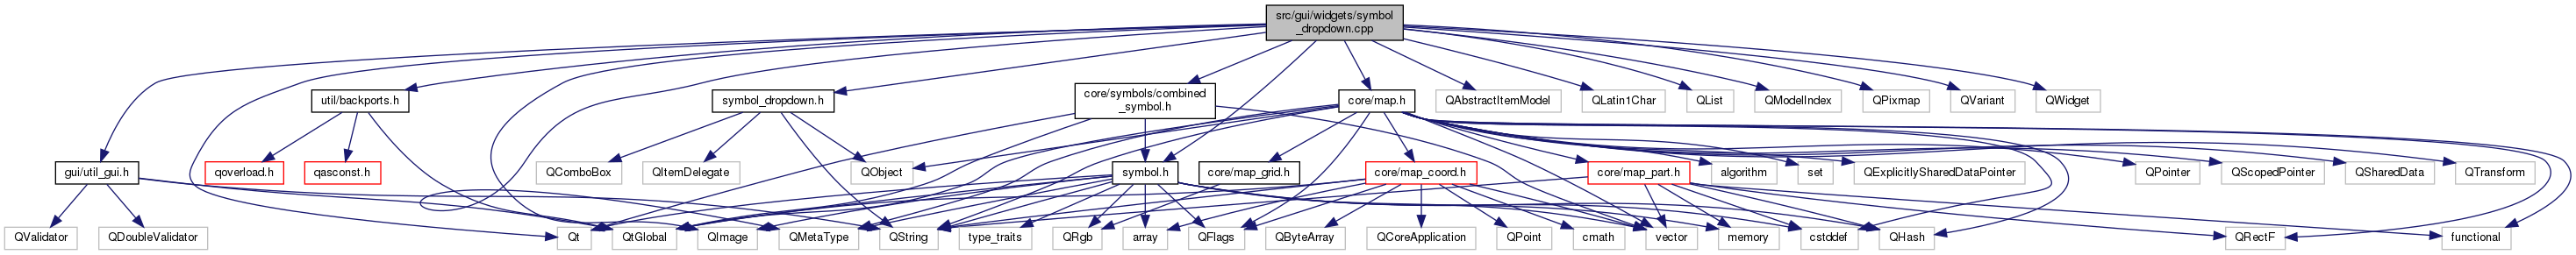 src/gui/widgets/symbol
_dropdown.cpp
util/backports.h
symbol_dropdown.h
core/symbols/combined
_symbol.h
core/map.h
QAbstractItemModel
QLatin1Char
QList
QModelIndex
QPixmap
QVariant
QWidget
gui/util_gui.h
qoverload.h
qasconst.h
QComboBox
QItemDelegate
QObject
symbol.h
core/map_grid.h
core/map_coord.h
core/map_part.h
algorithm
set
QExplicitlySharedDataPointer
QPointer
QScopedPointer
QSharedData
QTransform
QValidator
QDoubleValidator
Qt
QtGlobal
QImage
QMetaType
QString
type_traits
QRgb
array
QFlags
QByteArray
QCoreApplication
QPoint
cmath
vector
memory
cstddef
QHash
QRectF
functional